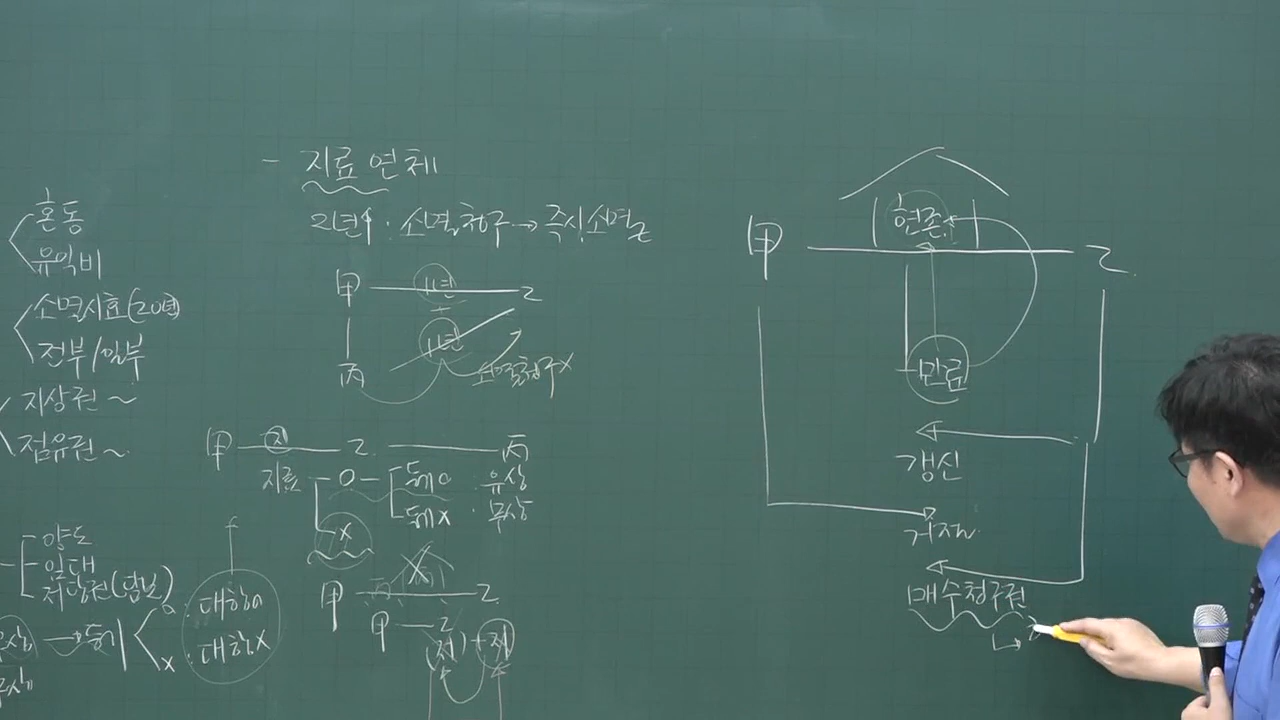 혼동
유익비
소멸시효(20년)
전부/일부
지상권~
점유권~
양도
임대
저당권(담보)
등기
대항o
x 대항x
- 지료 연체
2년↑·소멸청구→즉시소멸
甲 1년 乙
+
1년
丙 소멸청구x
甲 지 乙 丙
지료 o 등기o : 유상
등기x · 무상
x
甲 乙
甲 — 乙
(저)+저
현존
甲 乙
만료
갱신
거절
매수청구권